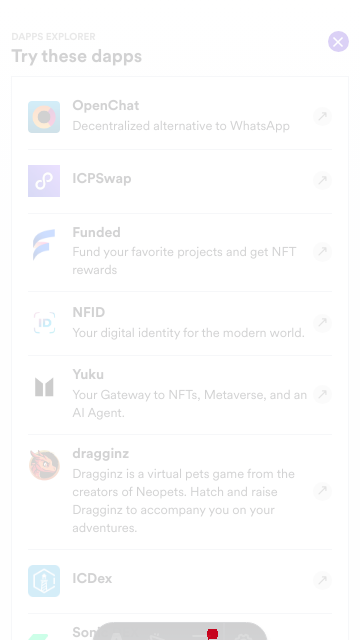 DAPPS EXPLORER
Try these dapps
OpenChat
Decentralized alternative to WhatsApp
ICPSwap
Funded
Fund your favorite projects and get NFT
rewards
NFID
ID
Your digital identity for the modern world.
Yuku
Your Gateway to NFTs, Metaverse, and an
AI Agent.
dragginz
Dragginz is a virtual pets game from the
creators of Neopets. Hatch and raise
Dragginz to accompany you on your
adventures.
ICDex